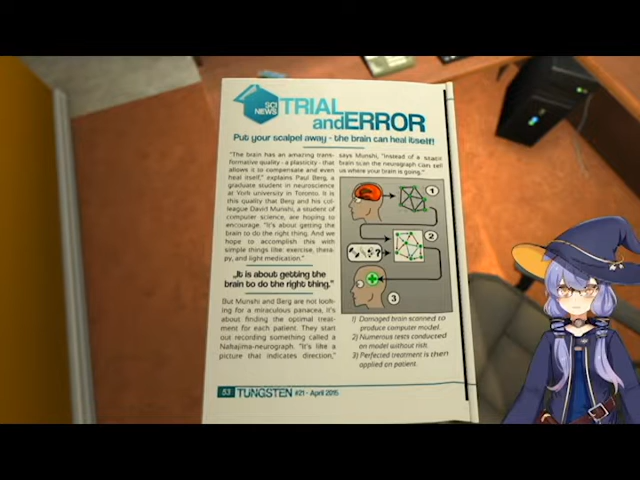 SCI NEWS
TRIAL
andERROR
Put your scalpel away - the brain can heal itself!
"The brain has an amazing trans-
formative quality - a plasticity - that
allows it to compensate and even
heal itself," explains Paul Berg, a
graduate student in neuroscience
at York university in Toronto. It is
this quality that Berg and his col-
league David Munshi, a student of
computer science, are hoping to
encourage. "It's about getting the
brain to do the right thing. And we
hope to accomplish this with
simple things like: exercise, thera-
py, and light medication."
„It is about getting the
brain to do the right thing."
But Munshi and Berg are not look-
ing for a miraculous panacea, it's
about finding the optimal treat-
ment for each patient. They start
out recording something called a
Nakajima-neurograph. "It's like a
picture that indicates direction,"
says Munshi, "Instead of a static
brain scan the neurograph can tell
us where your brain is going."
1
2
?
3
1) Damaged brain scanned to
produce computer model.
2) Numerous tests conducted
on model without risk.
3) Perfected treatment is then
applied on patient.
53 TUNGSTEN #21 - April 2015